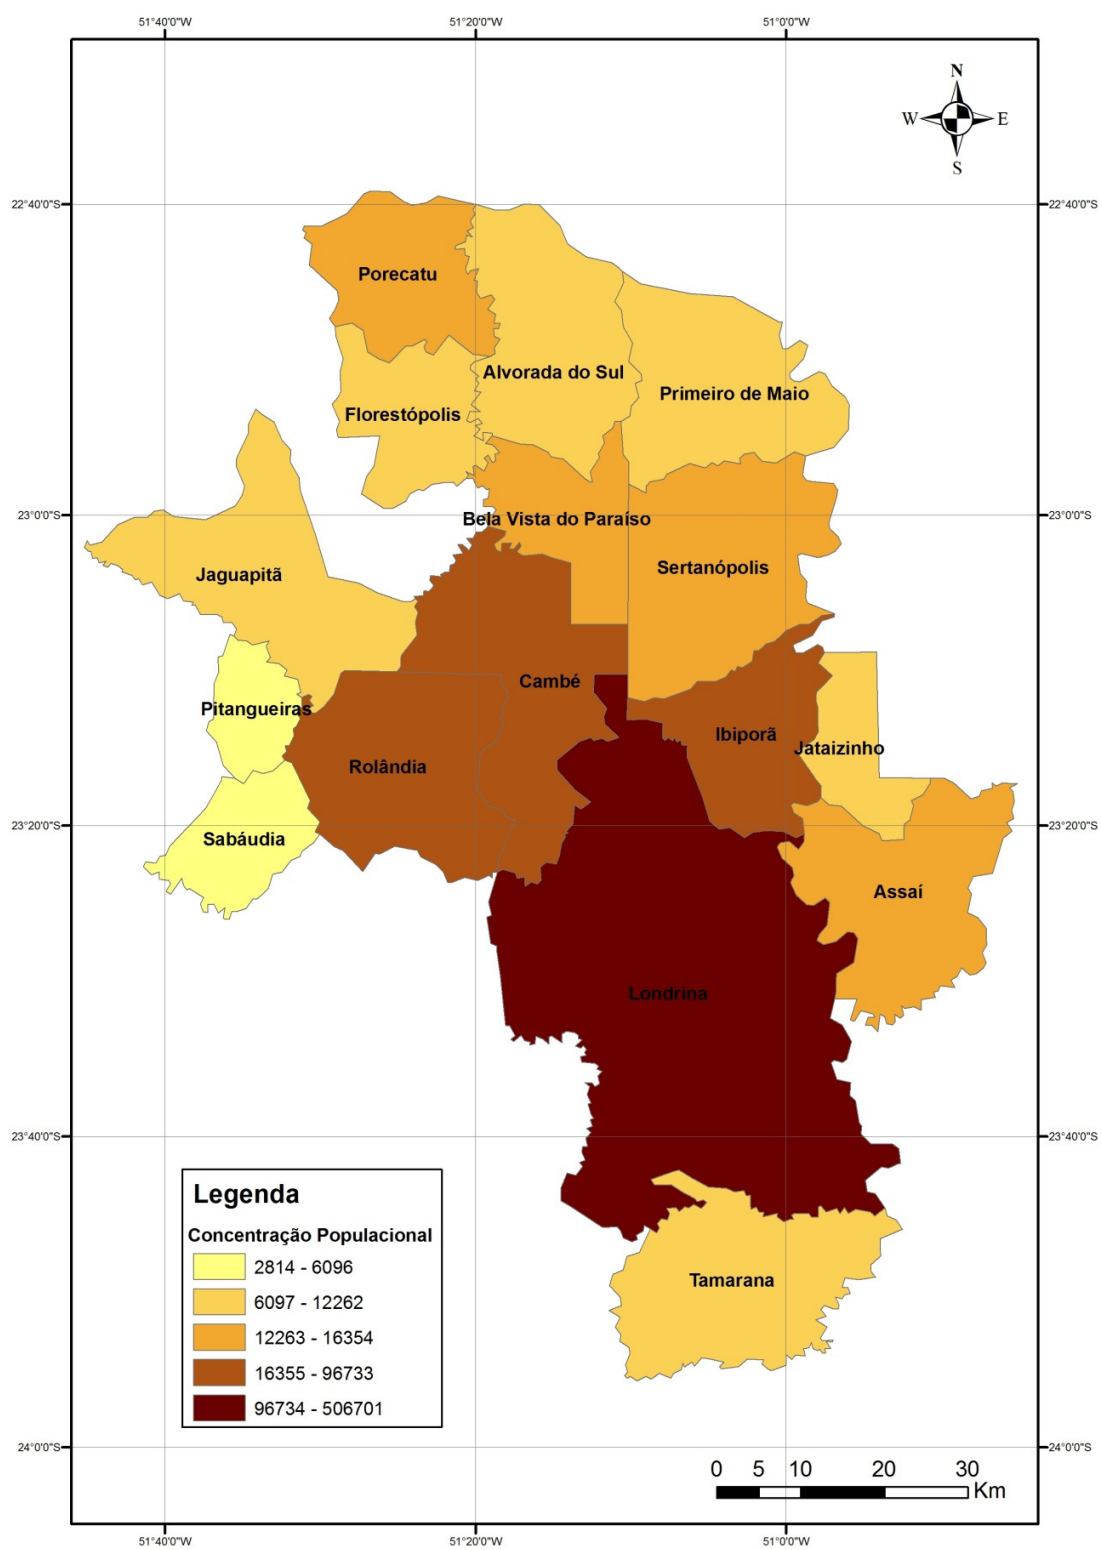 51°40'0"W
51°20'0"W
51°0'0"W
N
W
E
S
22°40'0"S
22°40'0"S
Porecatu
Alvorada do Sul
Primeiro de Maio
Florestópolis
23°0'0"S
Bela Vista do Paraíso
23°0'0"S
Sertanópolis
Jaguapitã
Cambé
Pitangueiras
Ibiporã
Jataizinho
Rolândia
23°20'0"S
Sabáudia
23°20'0"S
Assaí
Londrina
23°40'0"S
23°40'0"S
Legenda
Concentração Populacional
2814 - 6096
6097 - 12262
12263 - 16354
16355 - 96733
96734 - 506701
Tamarana
24°0'0"S
24°0'0"S
0 5 10 20 30
Km
51°40'0"W
51°20'0"W
51°0'0"W